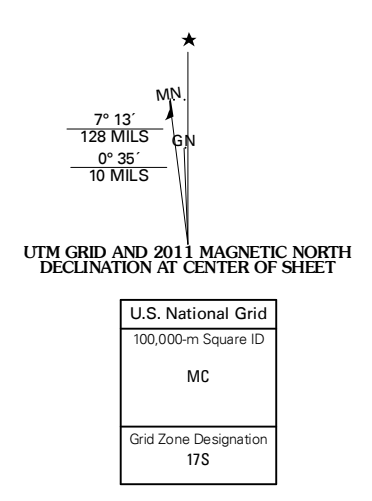 MN
7° 13´
128 MILS
GN
0° 35´
10 MILS
UTM GRID AND 2011 MAGNETIC NORTH
DECLINATION AT CENTER OF SHEET
U.S. National Grid
100,000-m Square ID
MC
Grid Zone Designation
17S